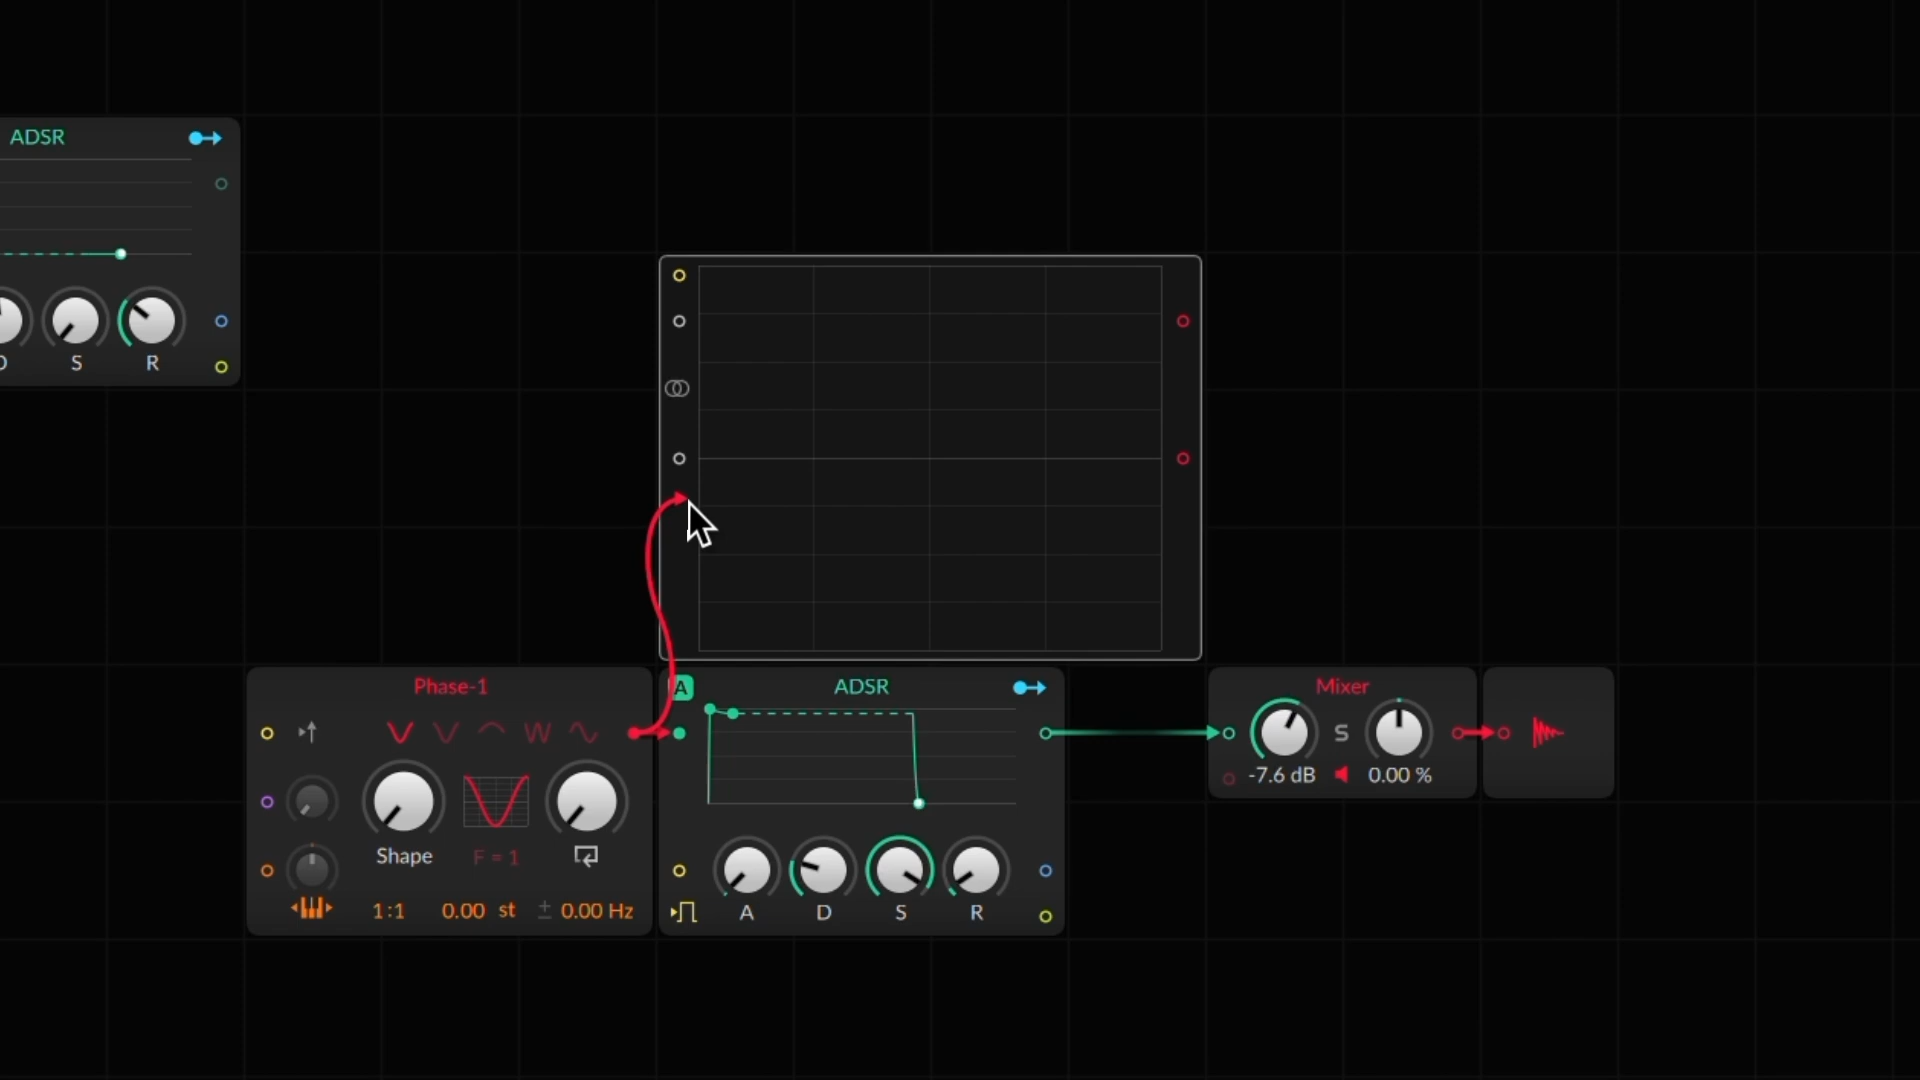 ADSR
D S R
Phase-1
A ADSR
Mixer
S
-7.6 dB 0.00 %
Shape F = 1
A D S R
1:1 0.00 st ± 0.00 Hz